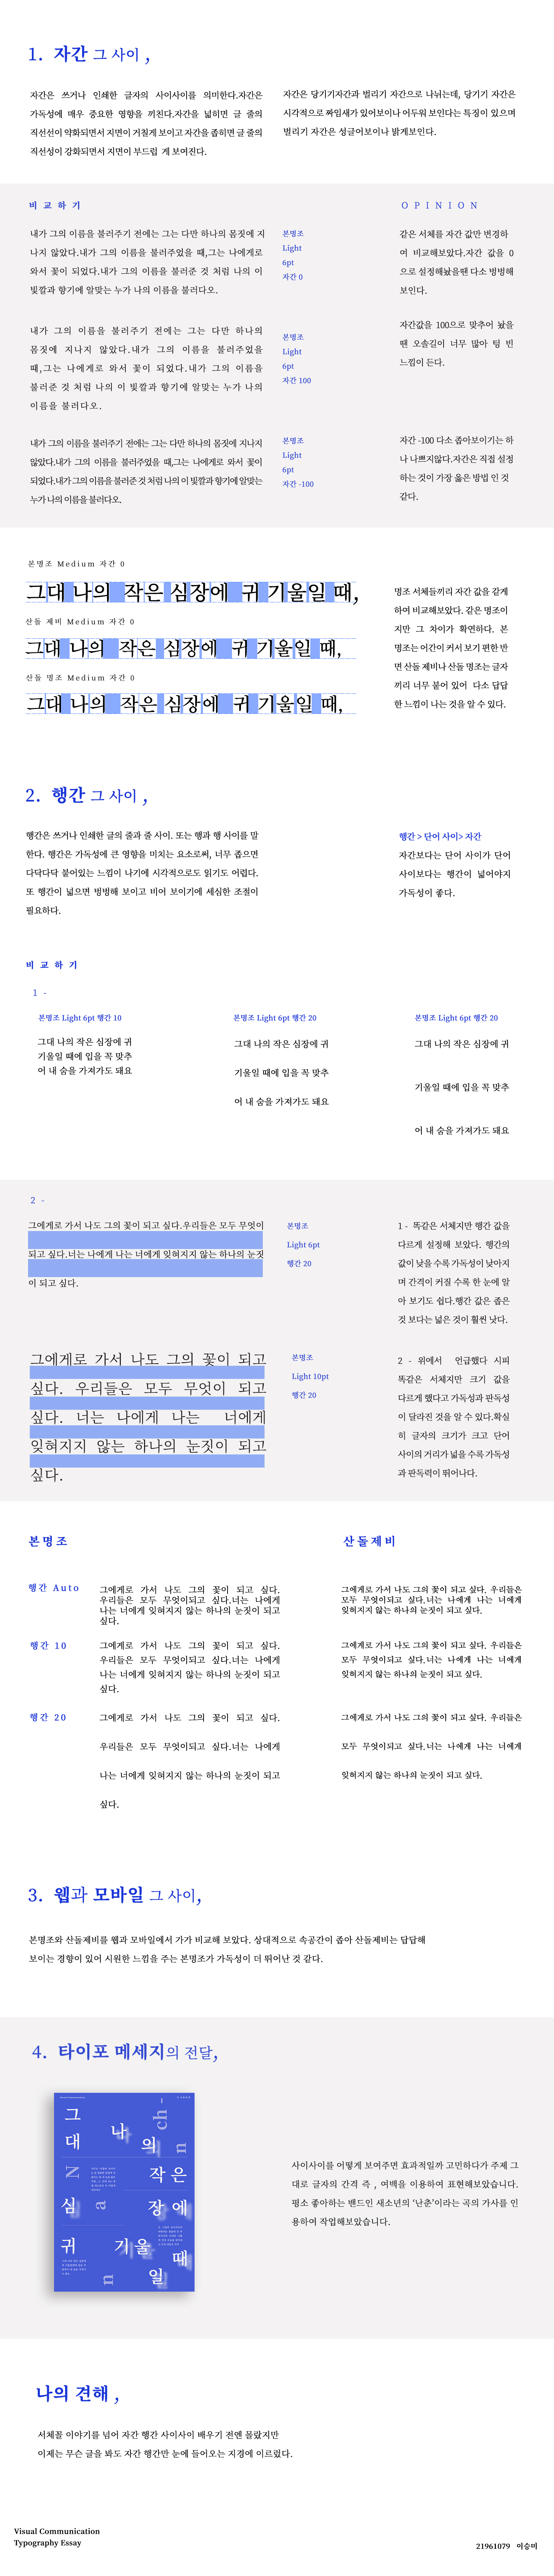 1. 자간 그 사이 ,
자간은 쓰거나 인쇄한 글자의 사이사이를 의미한다.자간은
가독성에 매우 중요한 영향을 끼친다.자간을 넓히면 글 줄의
직선선이 약화되면서 지면이 거칠게 보이고 자간을 좁히면 글 줄의
직선성이 강화되면서 지면이 부드럽 게 보여진다.
자간은 당기기자간과 벌리기 자간으로 나뉘는데, 당기기 자간은
시각적으로 짜임새가 있어보이나 어두워 보인다는 특징이 있으며
벌리기 자간은 성글어보이나 밝게보인다.
비교하기
OPINION
내가 그의 이름을 불러주기 전에는 그는 다만 하나의 몸짓에 지
나지 않았다.내가 그의 이름을 불러주었을 때,그는 나에게로
와서 꽃이 되었다.내가 그의 이름을 불러준 것 처럼 나의 이
빛깔과 향기에 알맞는 누가 나의 이름을 불러다오.
본명조
Light
6pt
자간 0
같은 서체를 자간 값만 변경하
여 비교해보았다.자간 값을 0
으로 설정해놨을땐 다소 벙벙해
보인다.
내가 그의 이름을 불러주기 전에는 그는 다만 하나의
몸짓에 지나지 않았다.내가 그의 이름을 불러주었을
때,그는 나에게로 와서 꽃이 되었다.내가 그의 이름을
불러준 것 처럼 나의 이 빛깔과 향기에 알맞는 누가 나의
이름을 불러다오.
본명조
Light
6pt
자간 100
자간값을 100으로 맞추어 놨을
땐 오솔길이 너무 많아 텅 빈
느낌이 든다.
내가 그의 이름을 불러주기 전에는 그는 다만 하나의 몸짓에 지나지
않았다.내가 그의 이름을 불러주었을 때,그는 나에게로 와서 꽃이
되었다.내가 그의 이름을 불러준 것 처럼 나의 이 빛깔과 향기에 알맞는
누가 나의 이름을 불러다오.
본명조
Light
6pt
자간 -100
자간 -100 다소 좁아보이기는 하
나 나쁘지않다.자간은 직접 설정
하는 것이 가장 옳은 방법 인 것
같다.
본명조 Medium 자간 0
그대 나의 작은 심장에 귀 기울일 때,
산돌 제비 Medium 자간 0
그대 나의 작은 심장에 귀 기울일 때,
산돌 명조 Medium 자간 0
그대 나의 작은 심장에 귀 기울일 때,
명조 서체들끼리 자간 값을 같게
하여 비교해보았다. 같은 명조이
지만 그 차이가 확연하다. 본
명조는 어간이 커서 보기 편한 반
면 산돌 제비나 산돌 명조는 글자
끼리 너무 붙어 있어 다소 답답
한 느낌이 나는 것을 알 수 있다.
2. 행간 그 사이 ,
행간은 쓰거나 인쇄한 글의 줄과 줄 사이. 또는 행과 행 사이를 말
한다. 행간은 가독성에 큰 영향을 미치는 요소로써, 너무 좁으면
다닥다닥 붙어있는 느낌이 나기에 시각적으로도 읽기도 어렵다.
또 행간이 넓으면 벙벙해 보이고 비어 보이기에 세심한 조절이
필요하다.
행간 > 단어 사이> 자간
자간보다는 단어 사이가 단어
사이보다는 행간이 넓어야지
가독성이 좋다.
비교하기
1 -
본명조 Light 6pt 행간 10
그대 나의 작은 심장에 귀
기울일 때에 입을 꼭 맞추
어 내 숨을 가져가도 돼요
본명조 Light 6pt 행간 20
그대 나의 작은 심장에 귀
기울일 때에 입을 꼭 맞추
어 내 숨을 가져가도 돼요
본명조 Light 6pt 행간 20
그대 나의 작은 심장에 귀
기울일 때에 입을 꼭 맞추
어 내 숨을 가져가도 돼요
2 -
그에게로 가서 나도 그의 꽃이 되고 싶다.우리들은 모두 무엇이
되고 싶다.너는 나에게 나는 너에게 잊혀지지 않는 하나의 눈짓
이 되고 싶다.
본명조
Light 6pt
행간 20
1 - 똑같은 서체지만 행간 값을
다르게 설정해 보았다. 행간의
값이 낮을 수록 가독성이 낮아지
며 간격이 커질 수록 한 눈에 알
아 보기도 쉽다.행간 값은 좁은
것 보다는 넓은 것이 훨씬 낫다.
그에게로 가서 나도 그의 꽃이 되고
싶다. 우리들은 모두 무엇이 되고
싶다. 너는 나에게 나는 너에게
잊혀지지 않는 하나의 눈짓이 되고
싶다.
본명조
Light 10pt
행간 20
2 - 위에서 언급했다 시피
똑같은 서체지만 크기 값을
다르게 했다고 가독성과 판독성
이 달라진 것을 알 수 있다.확실
히 글자의 크기가 크고 단어
사이의 거리가 넓을 수록 가독성
과 판독력이 뛰어나다.
본명조
산돌제비
행간 Auto
그에게로 가서 나도 그의 꽃이 되고 싶다.
우리들은 모두 무엇이되고 싶다.너는 나에게
나는 너에게 잊혀지지 않는 하나의 눈짓이 되고
싶다.
그에게로 가서 나도 그의 꽃이 되고 싶다. 우리들은
모두 무엇이되고 싶다.너는 나에게 나는 너에게
잊혀지지 않는 하나의 눈짓이 되고 싶다.
행간 10
그에게로 가서 나도 그의 꽃이 되고 싶다.
우리들은 모두 무엇이되고 싶다.너는 나에게
나는 너에게 잊혀지지 않는 하나의 눈짓이 되고
싶다.
그에게로 가서 나도 그의 꽃이 되고 싶다. 우리들은
모두 무엇이되고 싶다.너는 나에게 나는 너에게
잊혀지지 않는 하나의 눈짓이 되고 싶다.
행간 20
그에게로 가서 나도 그의 꽃이 되고 싶다.
우리들은 모두 무엇이되고 싶다.너는 나에게
나는 너에게 잊혀지지 않는 하나의 눈짓이 되고
싶다.
그에게로 가서 나도 그의 꽃이 되고 싶다. 우리들은
모두 무엇이되고 싶다.너는 나에게 나는 너에게
잊혀지지 않는 하나의 눈짓이 되고 싶다.
3. 웹과 모바일 그 사이,
본명조와 산돌제비를 웹과 모바일에서 가가 비교해 보았다. 상대적으로 속공간이 좁아 산돌제비는 답답해
보이는 경향이 있어 시원한 느낌을 주는 본명조가 가독성이 더 뛰어난 것 같다.
4. 타이포 메세지의 전달,
그
대
나
의
ch-
n
N
작은
심
a
장에
귀
기울
때
일
n
사이사이를 어떻게 보여주면 효과적일까 고민하다가 주제 그
대로 글자의 간격 즉 , 여백을 이용하여 표현해보았습니다.
평소 좋아하는 밴드인 새소년의 ‘난춘’이라는 곡의 가사를 인
용하여 작업해보았습니다.
나의 견해 ,
서체꼴 이야기를 넘어 자간 행간 사이사이 배우기 전엔 몰랐지만
이제는 무슨 글을 봐도 자간 행간만 눈에 들어오는 지경에 이르렀다.
Visual Communication
Typography Essay
21961079 이승미